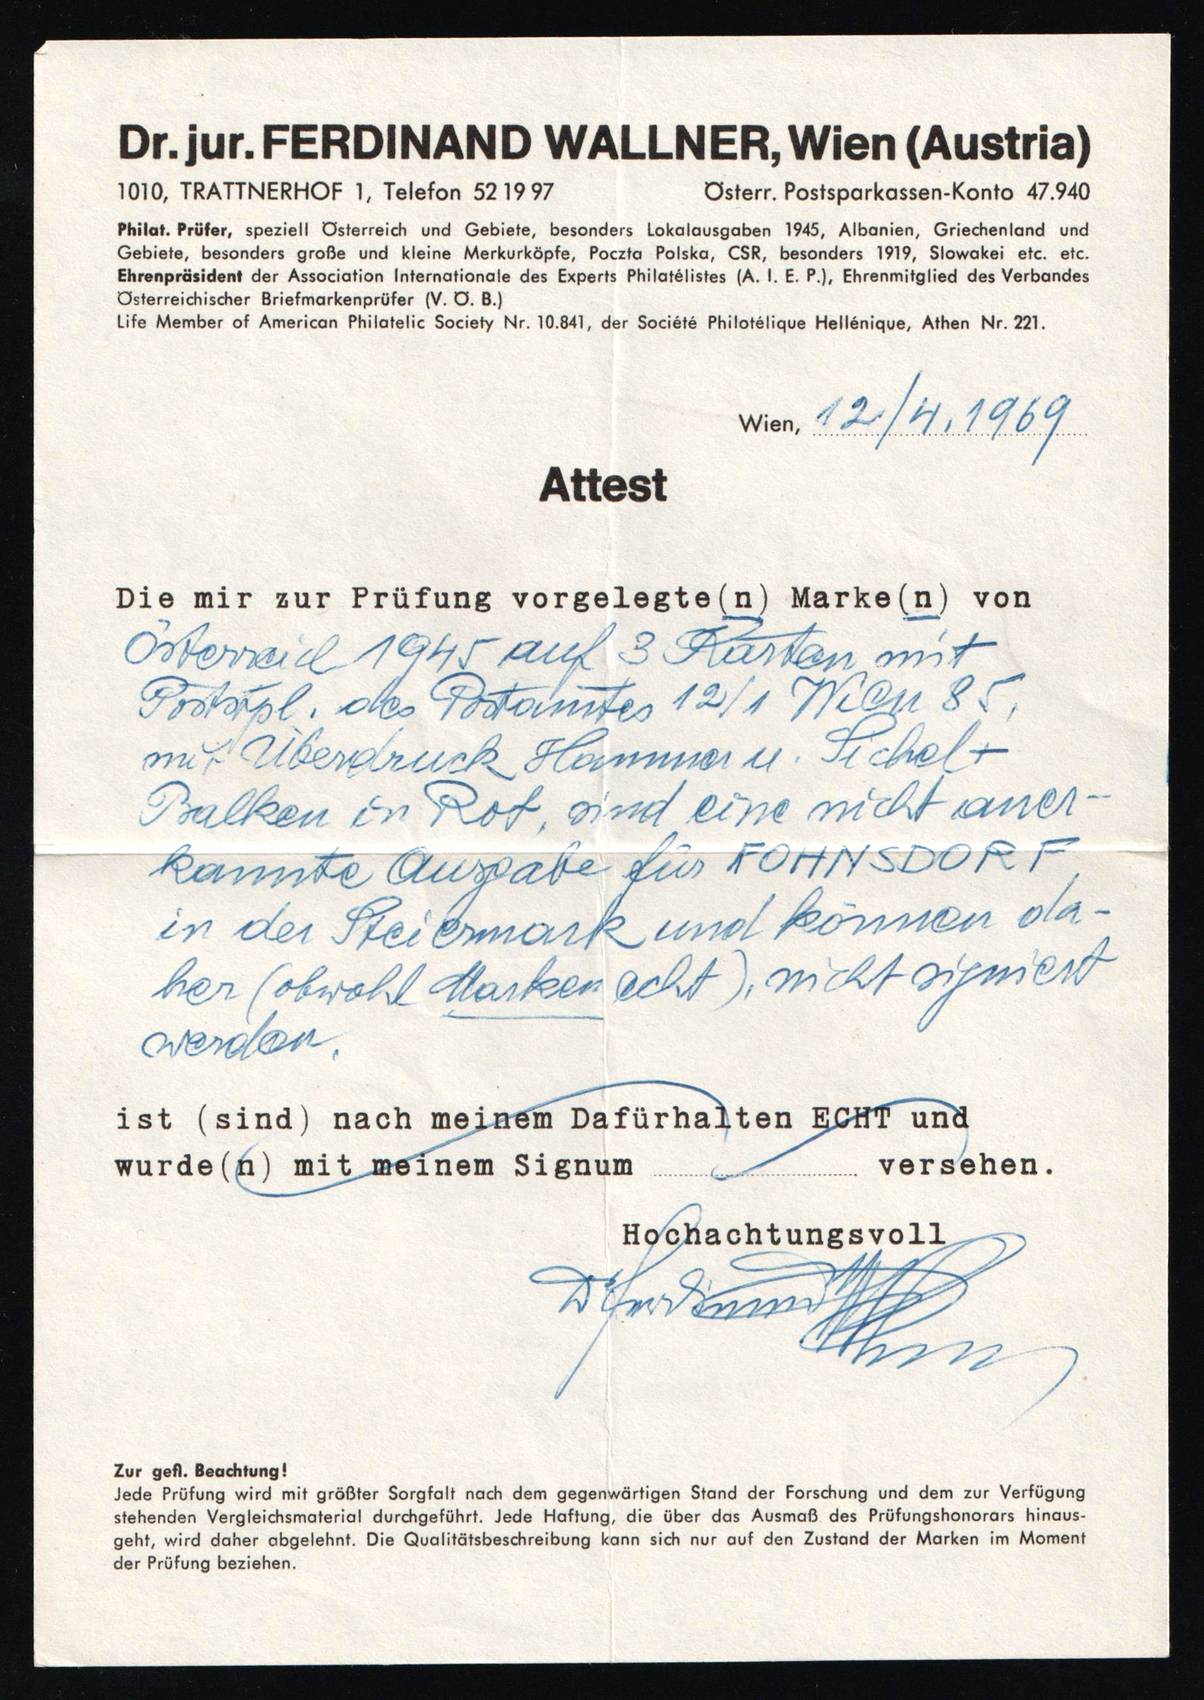 Dr. jur. FERDINAND WALLNER, Wien (Austria)
1010, TRATTNERHOF 1, Telefon 52 19 97 Österr. Postsparkassen-Konto 47.940
Philat. Prüfer, speziell Österreich und Gebiete, besonders Lokalausgaben 1945, Albanien, Griechenland und
Gebiete, besonders große und kleine Merkurköpfe, Poczta Polska, CSR, besonders 1919, Slowakei etc. etc.
Ehrenpräsident der Association Internationale des Experts Philatélistes (A. I. E. P.), Ehrenmitglied des Verbandes
Österreichischer Briefmarkenprüfer (V. Ö. B.)
Life Member of American Philatelic Society Nr. 10.841, der Société Philotélique Hellénique, Athen Nr. 221.
Wien, 12/4.1969
Attest
Die mir zur Prüfung vorgelegte(n) Marke(n) von
Österreich 1945 auf 3 Karten mit
Poststpl. des Postamtes 12/1 Wien 85,
mit Überdruck Hammer u. Sichel +
Balken in Rot, sind eine nicht aner-
kannte Ausgabe für FOHNSDORF
in der Steiermark und können da-
her (obwohl Marken echt), nicht signiert
werden.
ist (sind) nach meinem Dafürhalten ECHT und
wurde(n) mit meinem Signum versehen.
Hochachtungsvoll
Dr Ferdinand Wallner
Zur gefl. Beachtung!
Jede Prüfung wird mit größter Sorgfalt nach dem gegenwärtigen Stand der Forschung und dem zur Verfügung
stehenden Vergleichsmaterial durchgeführt. Jede Haftung, die über das Ausmaß des Prüfungshonorars hinaus-
geht, wird daher abgelehnt. Die Qualitätsbeschreibung kann sich nur auf den Zustand der Marken im Moment
der Prüfung beziehen.